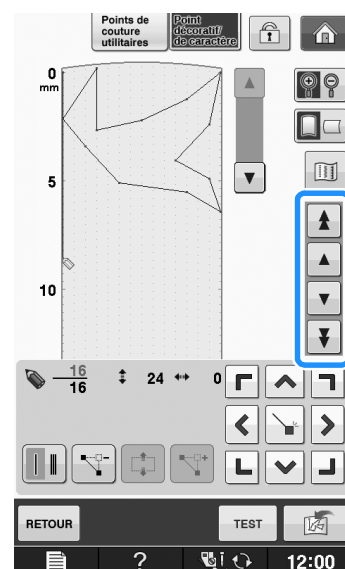 Points de
couture
utilitaires
Point
décoratif/
de caractère
0
mm
5
10
16
16
24
0
RETOUR
TEST
?
12:00